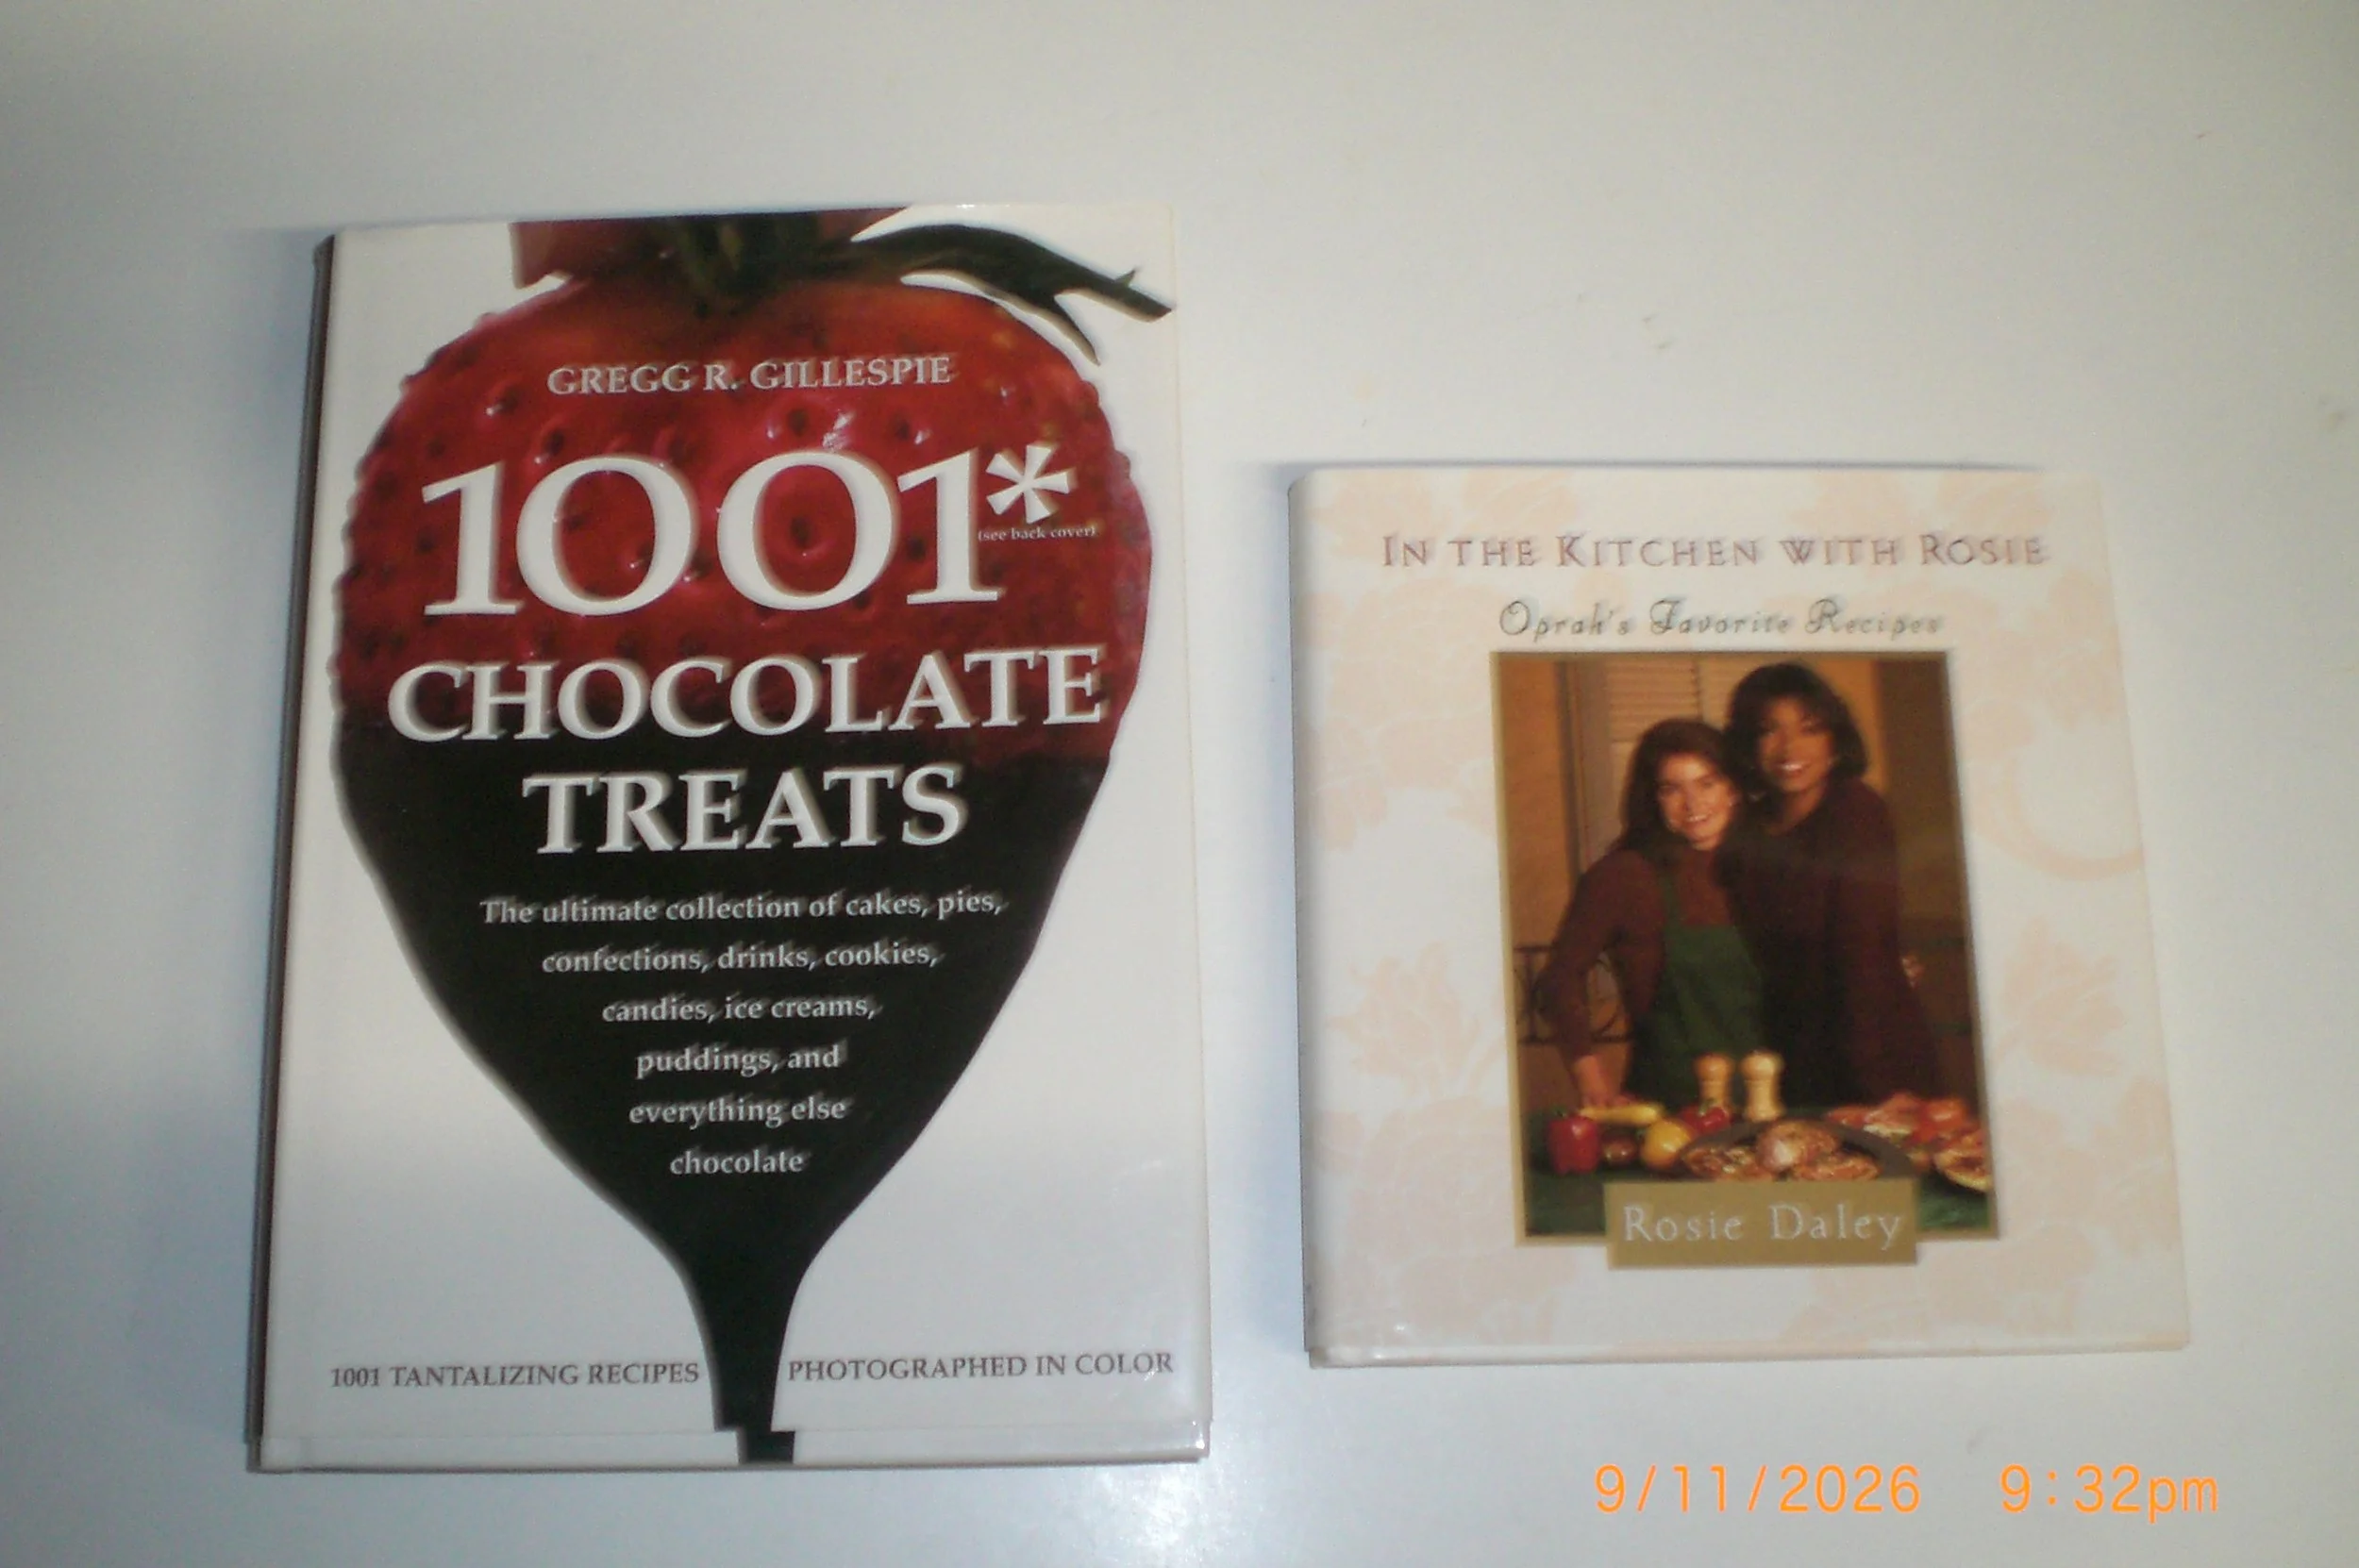 GREGG R. GILLESPIE
1001*
(see back cover)
CHOCOLATE
TREATS
The ultimate collection of cakes, pies,
confections, drinks, cookies,
candies, ice creams,
puddings, and
everything else
chocolate
1001 TANTALIZING RECIPES PHOTOGRAPHED IN COLOR
IN THE KITCHEN WITH ROSIE
Oprah's Favorite Recipes
Rosie Daley
9/11/2026 9:32pm